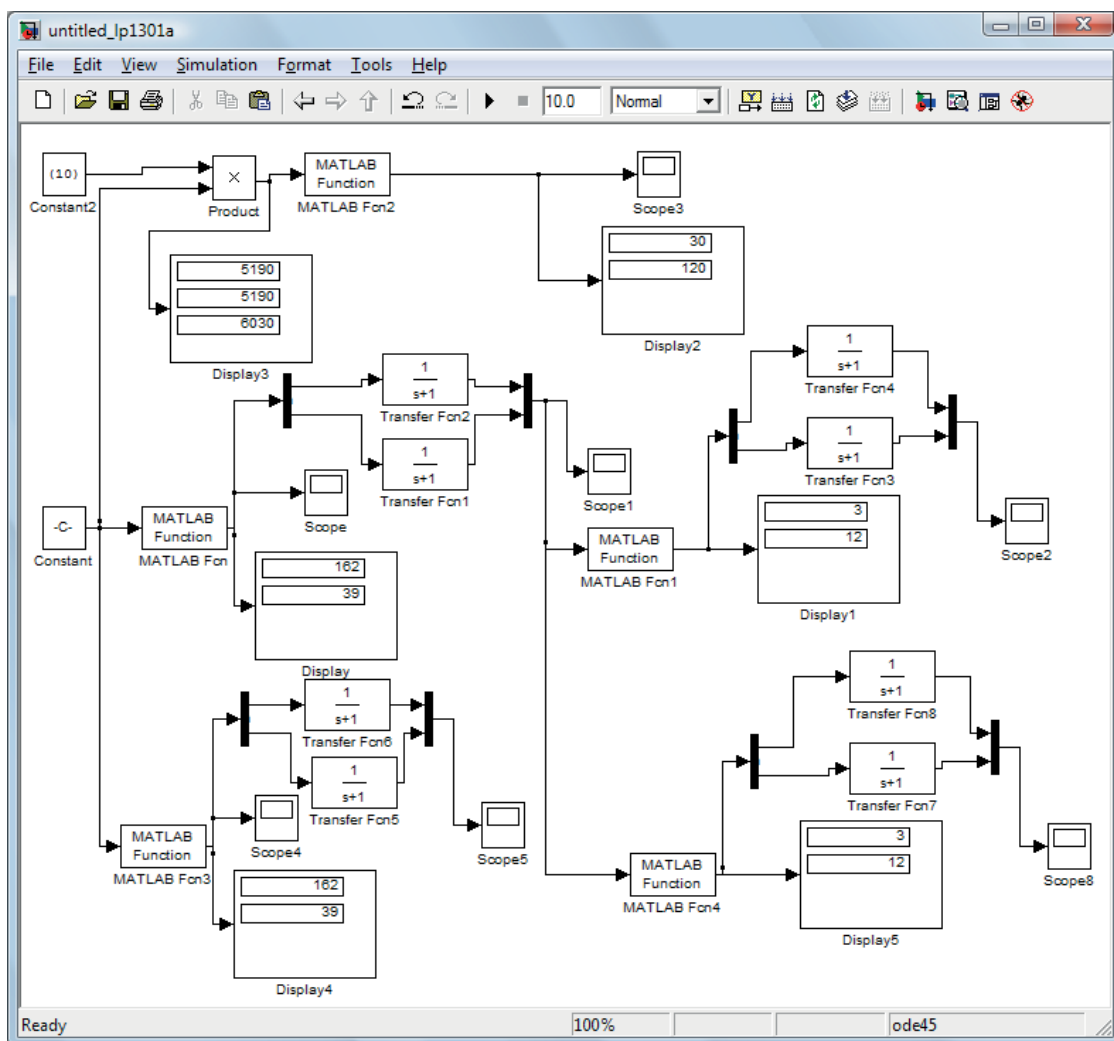 untitled_lp1301a
File Edit View Simulation Format Tools Help
10.0 Normal
(10)
Constant2
×
Product
MATLAB
Function
MATLAB Fcn2
Scope3
5190
5190
6030
Display3
30
120
Display2
1
s+1
Transfer Fcn2
1
s+1
Transfer Fcn1
Scope
Scope1
1
s+1
Transfer Fcn4
1
s+1
Transfer Fcn3
Scope2
-C-
Constant
MATLAB
Function
MATLAB Fcn
162
39
Display
MATLAB
Function
MATLAB Fcn1
3
12
Display1
1
s+1
Transfer Fcn6
1
s+1
Transfer Fcn5
Scope4
Scope5
MATLAB
Function
MATLAB Fcn3
162
39
Display4
1
s+1
Transfer Fcn8
1
s+1
Transfer Fcn7
Scope8
MATLAB
Function
MATLAB Fcn4
3
12
Display5
Ready 100% ode45